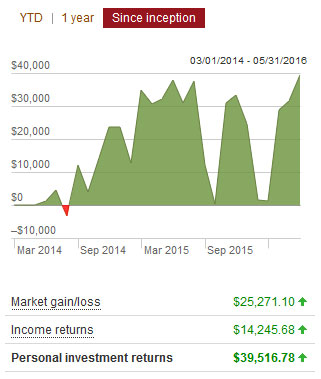 YTD | 1 year Since inception
03/01/2014 - 05/31/2016
$40,000
$30,000
$20,000
$10,000
$0
–$10,000
Mar 2014 Sep 2014 Mar 2015 Sep 2015
Market gain/loss $25,271.10
Income returns $14,245.68
Personal investment returns $39,516.78